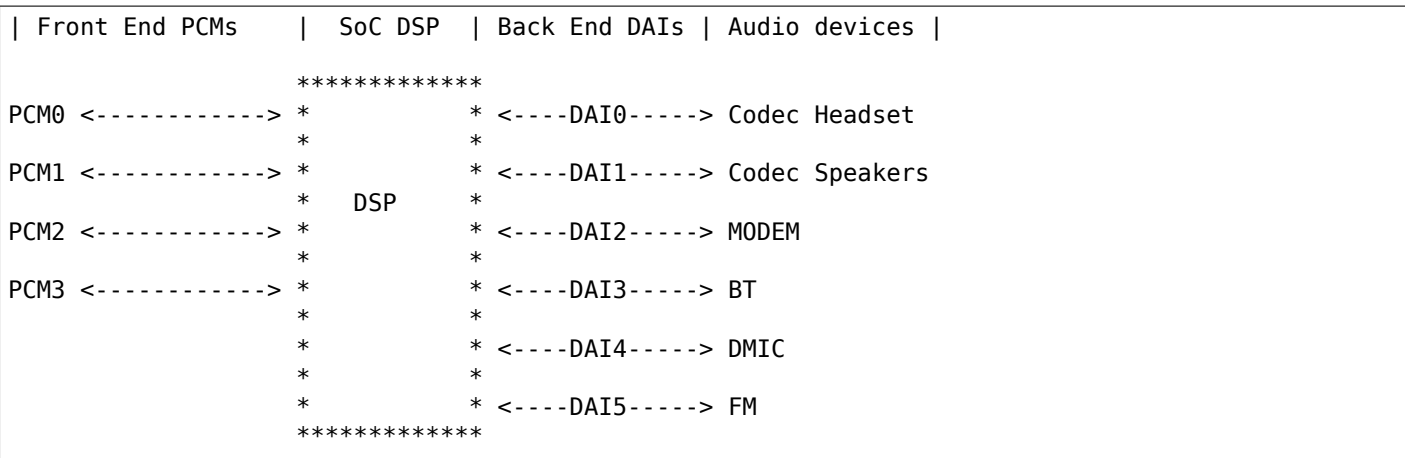 | Front End PCMs    |  SoC DSP  | Back End DAIs | Audio devices |

                    *************
PCM0 <------------> *           * <----DAI0-----> Codec Headset
                    *           *
PCM1 <------------> *           * <----DAI1-----> Codec Speakers
                    *   DSP     *
PCM2 <------------> *           * <----DAI2-----> MODEM
                    *           *
PCM3 <------------> *           * <----DAI3-----> BT
                    *           *
                    *           * <----DAI4-----> DMIC
                    *           *
                    *           * <----DAI5-----> FM
                    *************